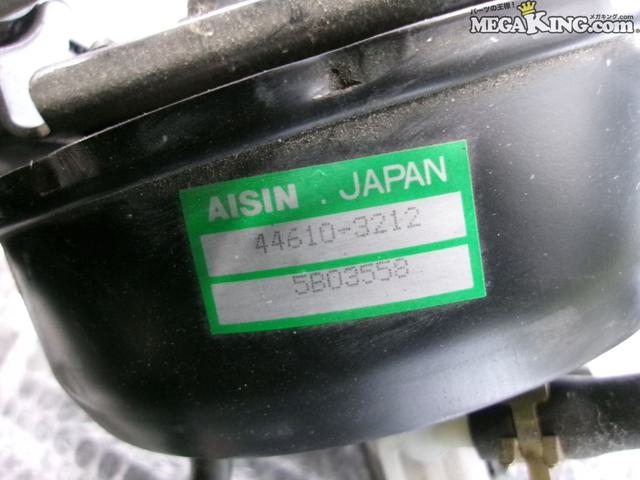 パーツの王様! メガキング.com
MEGAKING.com
AISIN . JAPAN
44610-3212
5B03558